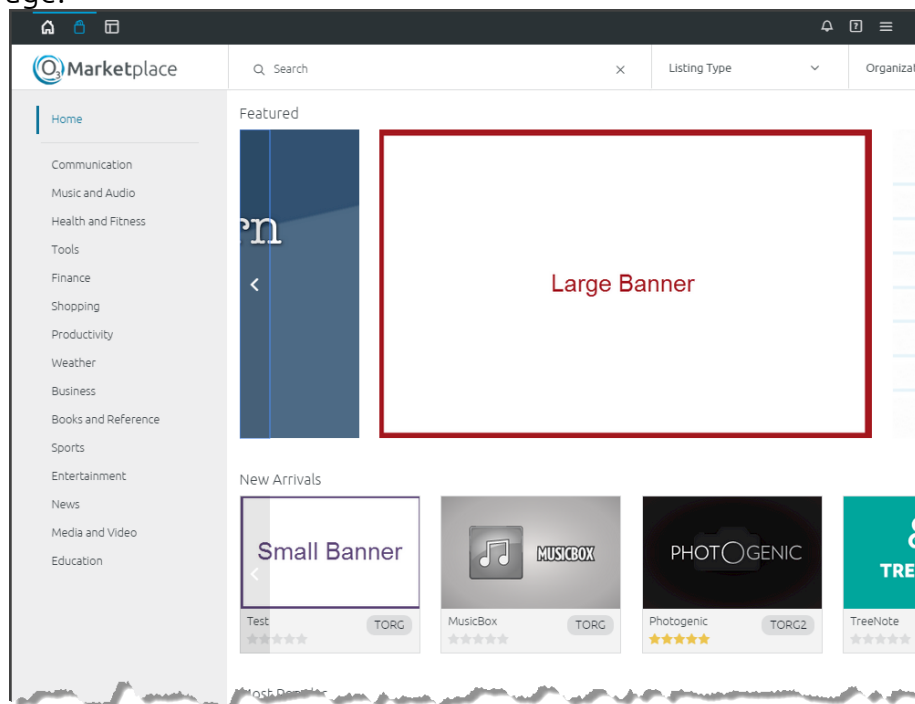 age.
O3 Marketplace
Search
Listing Type
Home
Communication
Music and Audio
Health and Fitness
Tools
Finance
Shopping
Productivity
Weather
Business
Books and Reference
Sports
Entertainment
News
Media and Video
Education
Featured
rn
Large Banner
New Arrivals
Small Banner
MUSICBOX
PHOTOGENIC
TRE
Test
TORG
MusicBox
TORG
Photogenic
TORG2
TreeNote